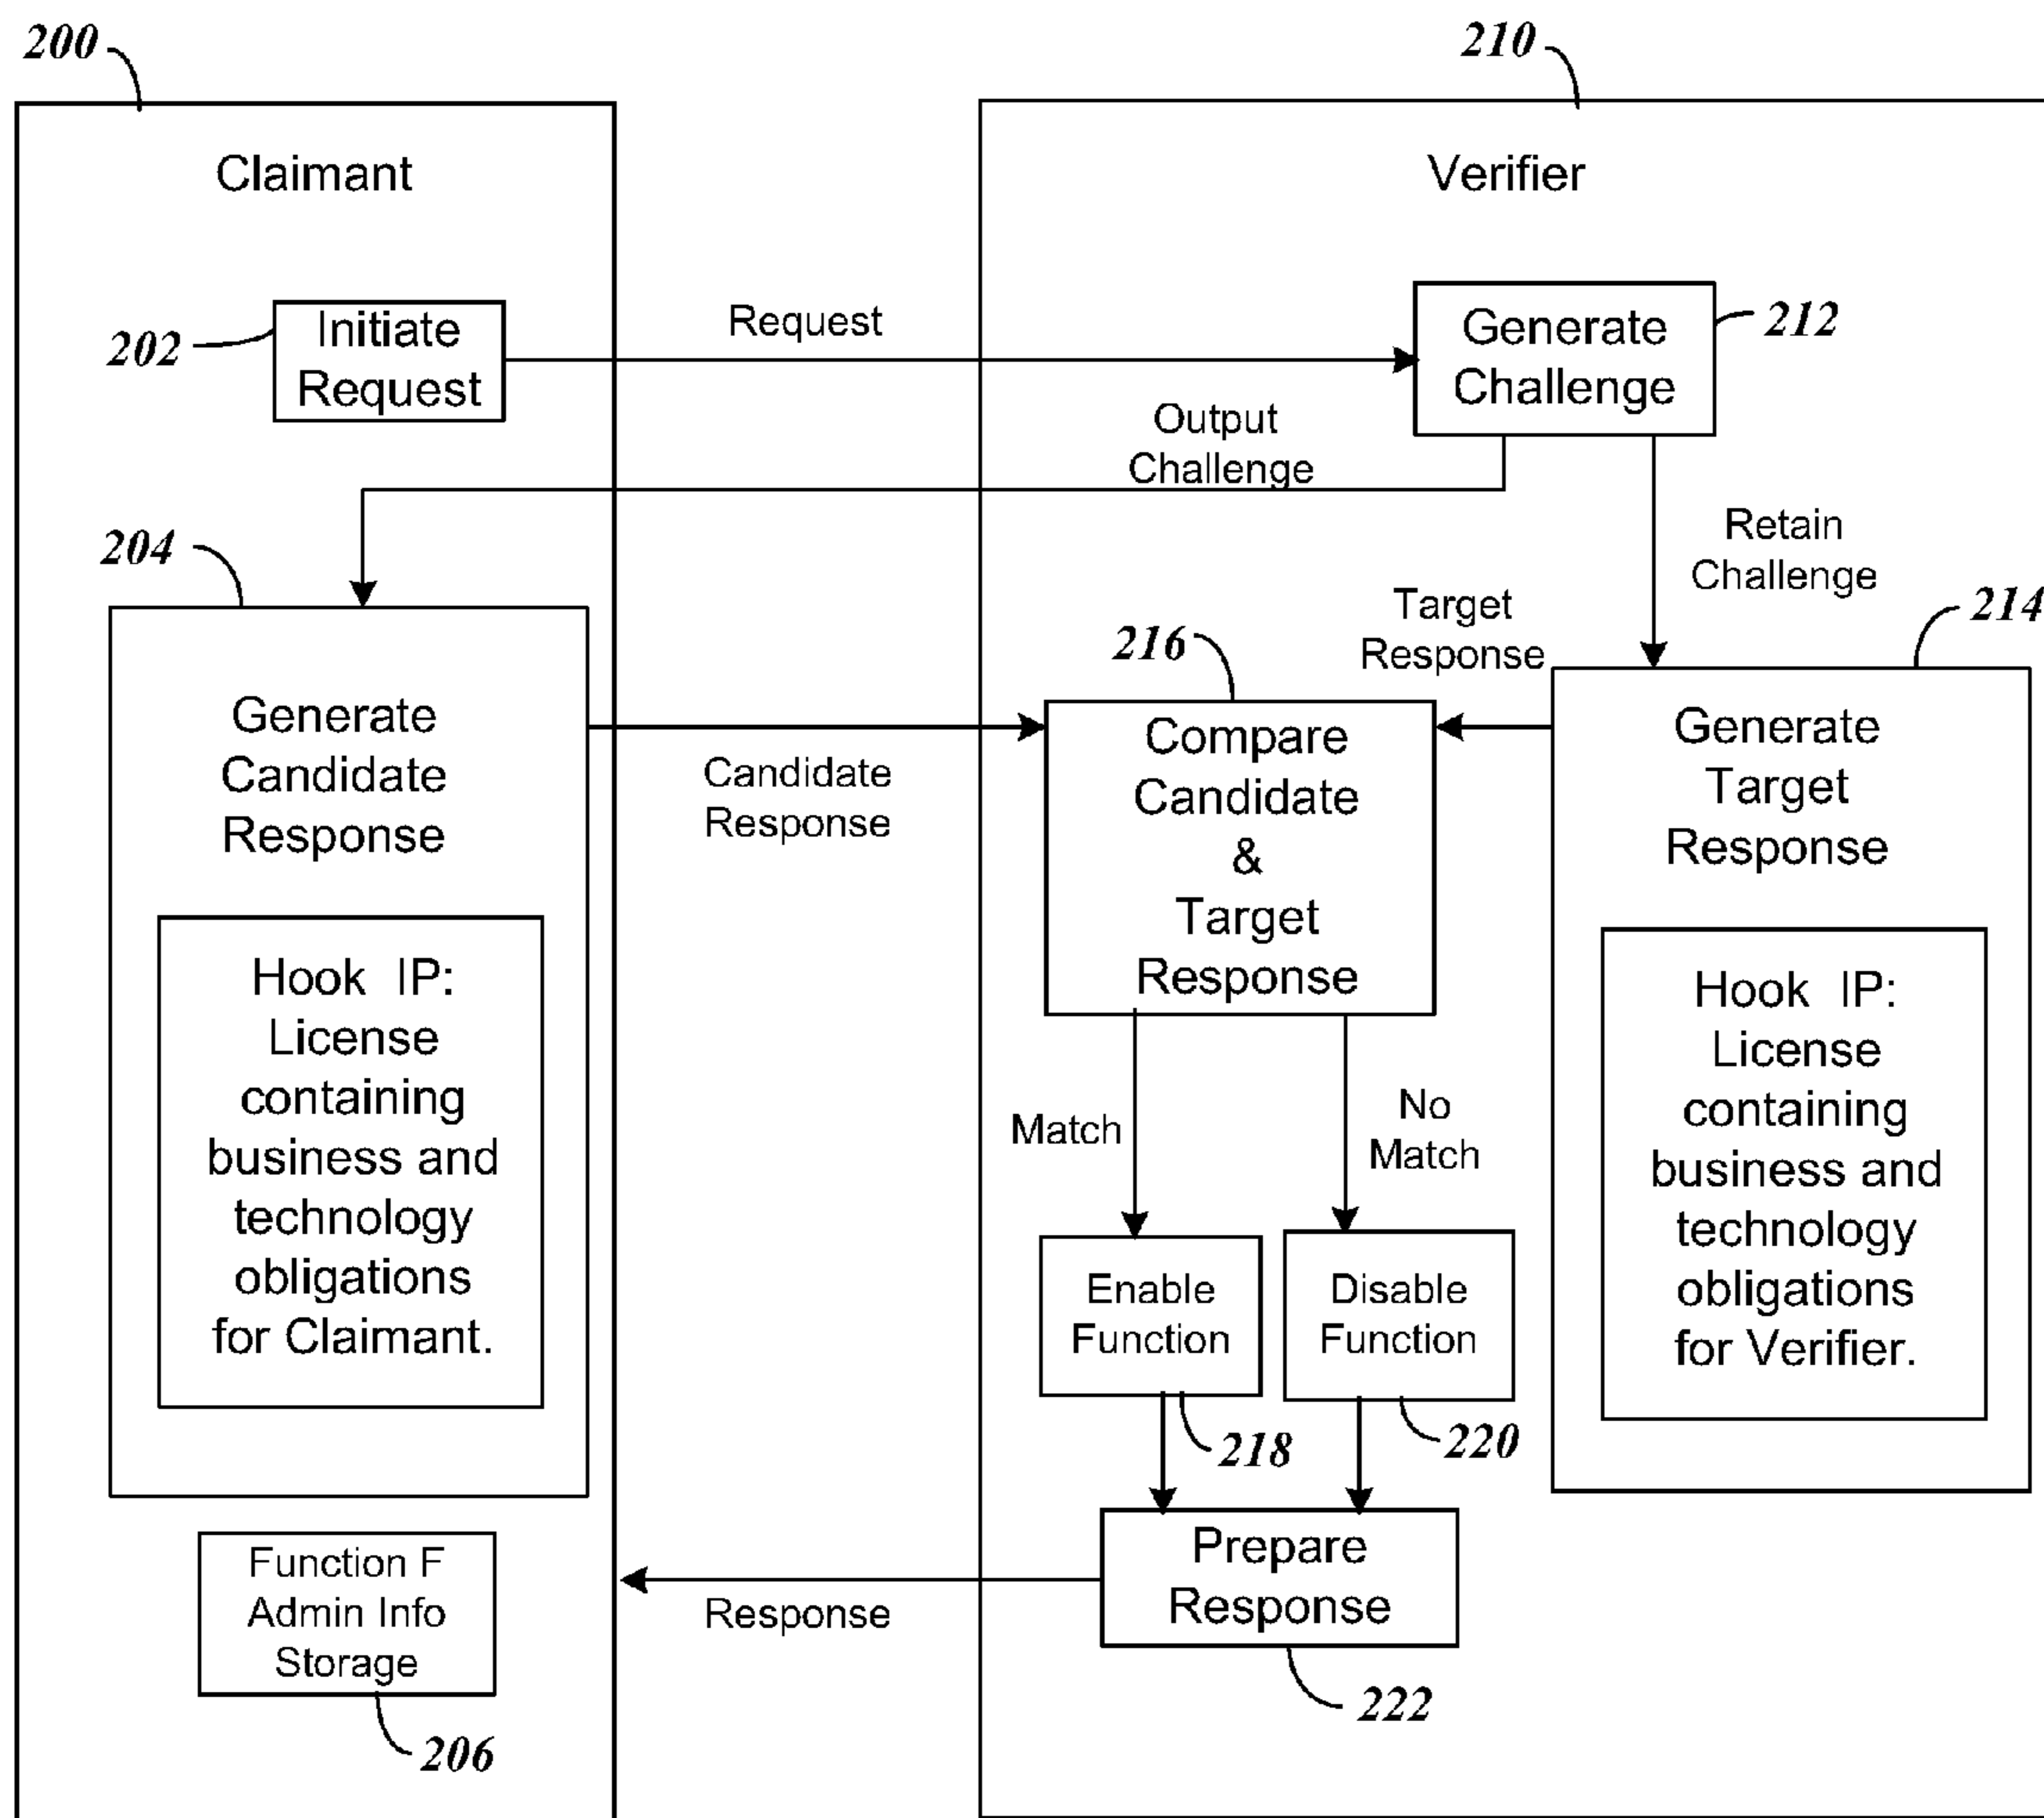 200
210
Claimant
Verifier
202
Initiate
Request
Request
Generate
Challenge
212
Output
Challenge
Retain
Challenge
204
Generate
Candidate
Response
Hook IP:
License
containing
business and
technology
obligations
for Claimant.
Candidate
Response
216
Target
Response
214
Compare
Candidate
&
Target
Response
Generate
Target
Response
Hook IP:
License
containing
business and
technology
obligations
for Verifier.
Match
No
Match
Enable
Function
Disable
Function
218
220
Prepare
Response
222
Response
Function F
Admin Info
Storage
206